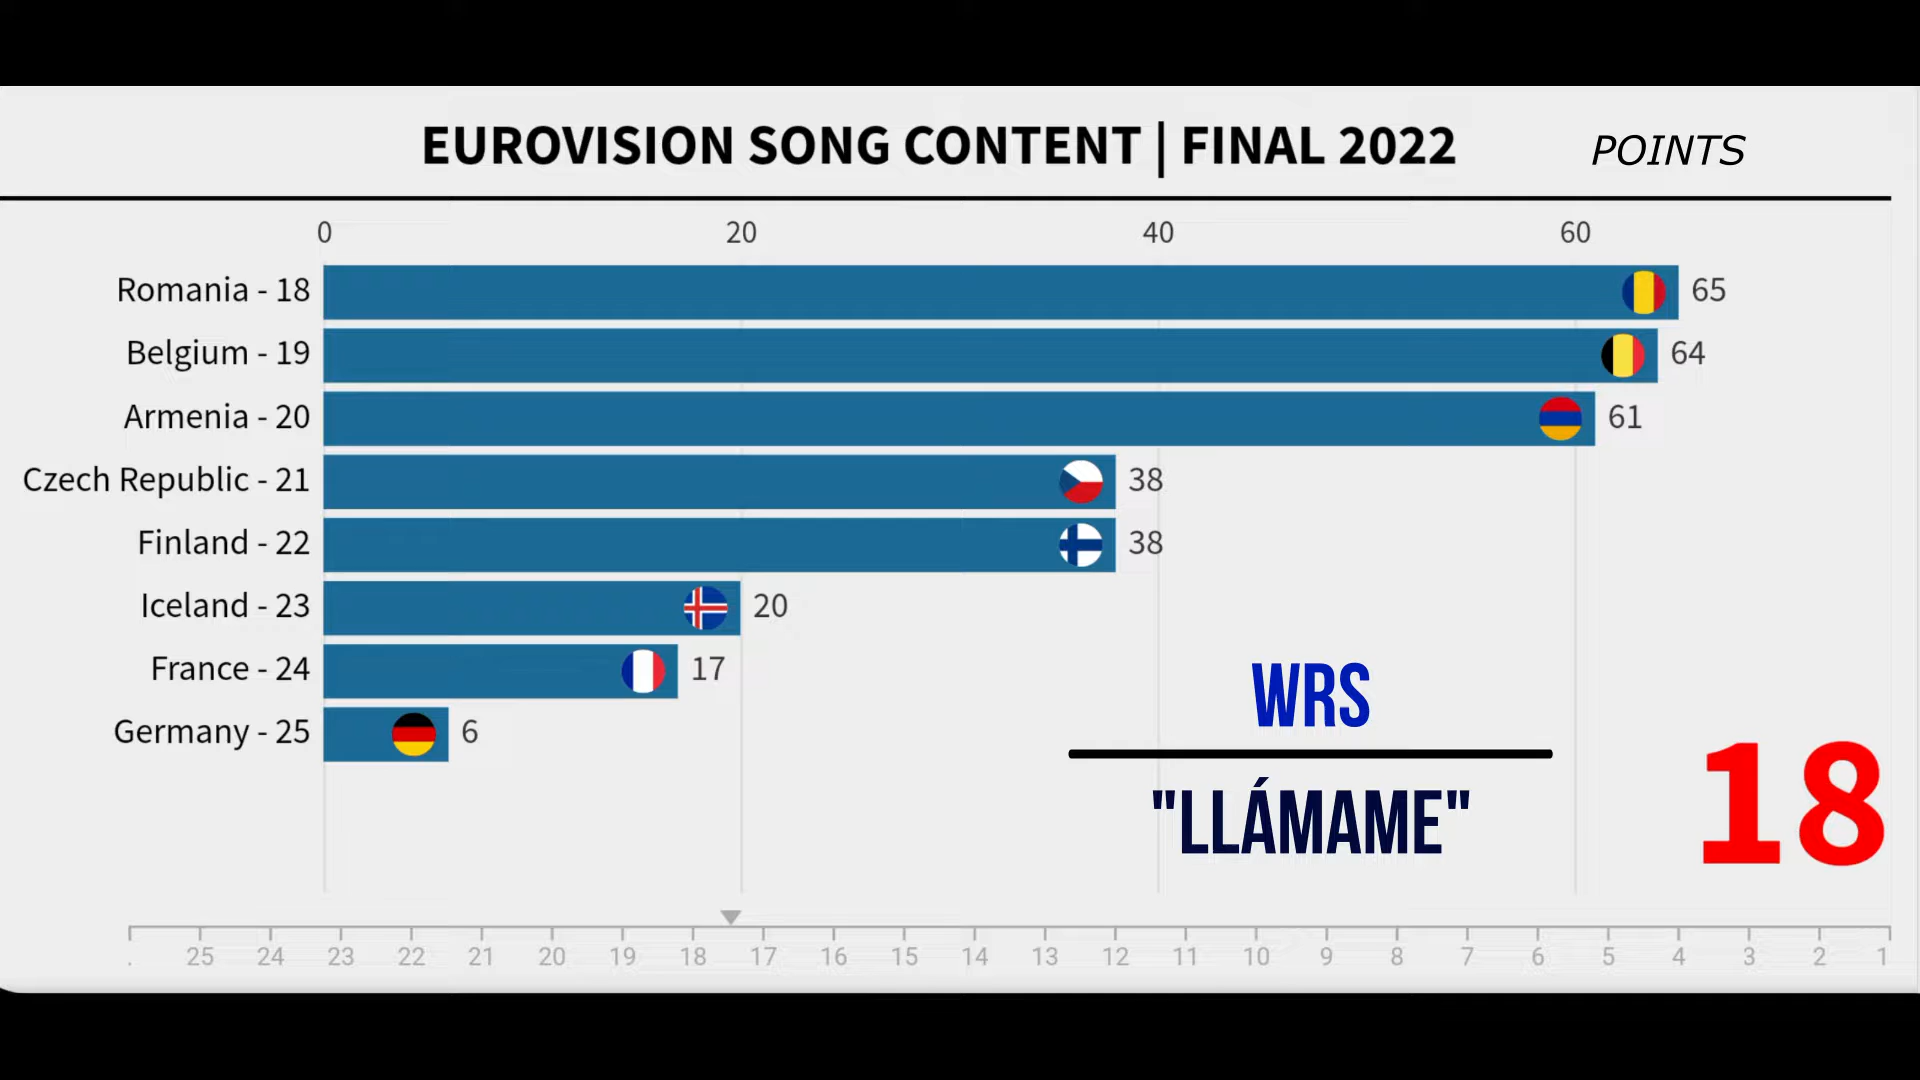 EUROVISION SONG CONTENT | FINAL 2022
POINTS
0 20 40 60
Romania - 18 65
Belgium - 19 64
Armenia - 20 61
Czech Republic - 21 38
Finland - 22 38
Iceland - 23 20
France - 24 17
Germany - 25 6
WRS
"LLÁMAME"
18
. 25 24 23 22 21 20 19 18 17 16 15 14 13 12 11 10 9 8 7 6 5 4 3 2 1